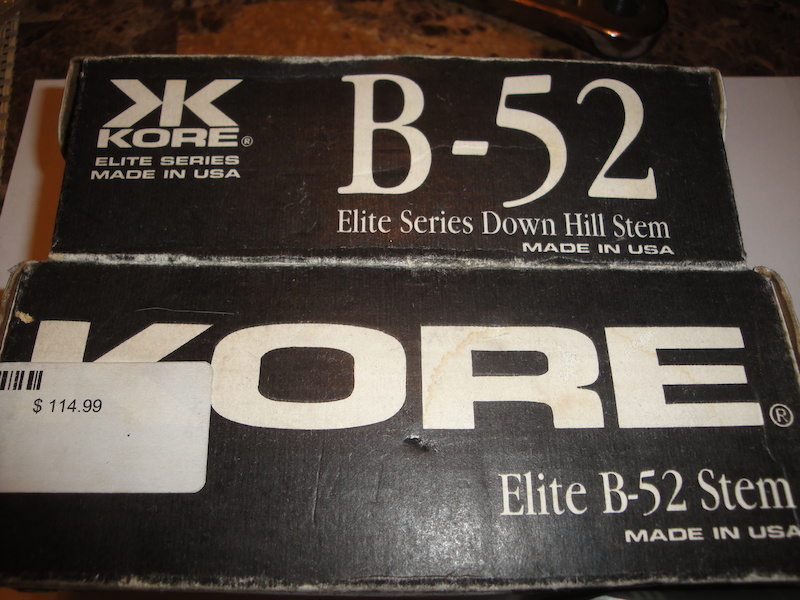 KORE®
ELITE SERIES
MADE IN USA
B-52
Elite Series Down Hill Stem
MADE IN USA
KORE®
$ 114.99
Elite B-52 Stem
MADE IN USA